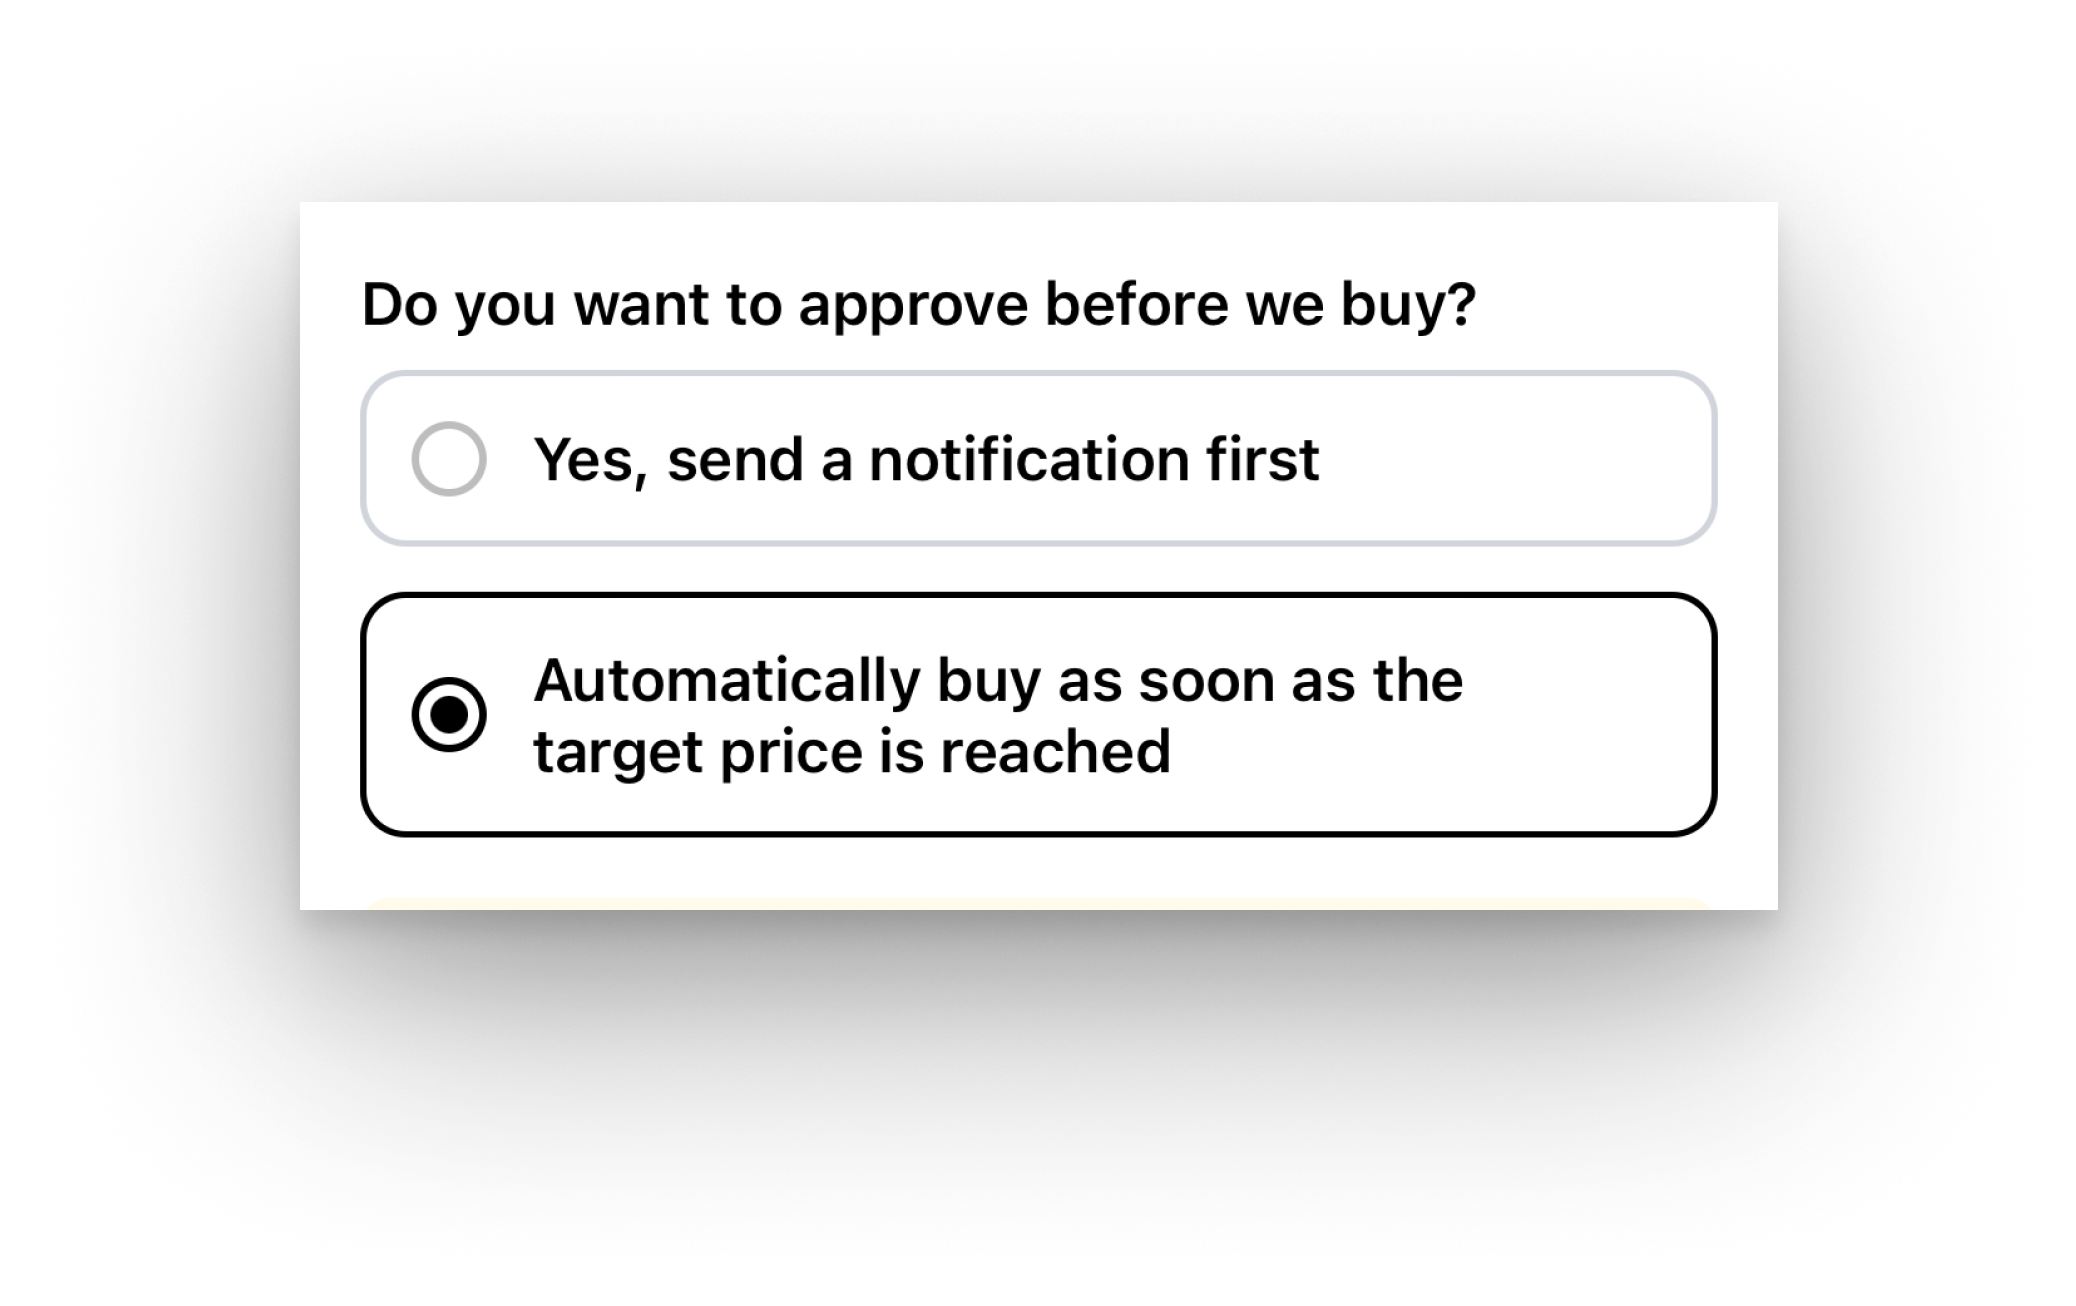 Do you want to approve before we buy?
Yes, send a notification first
Automatically buy as soon as the
target price is reached